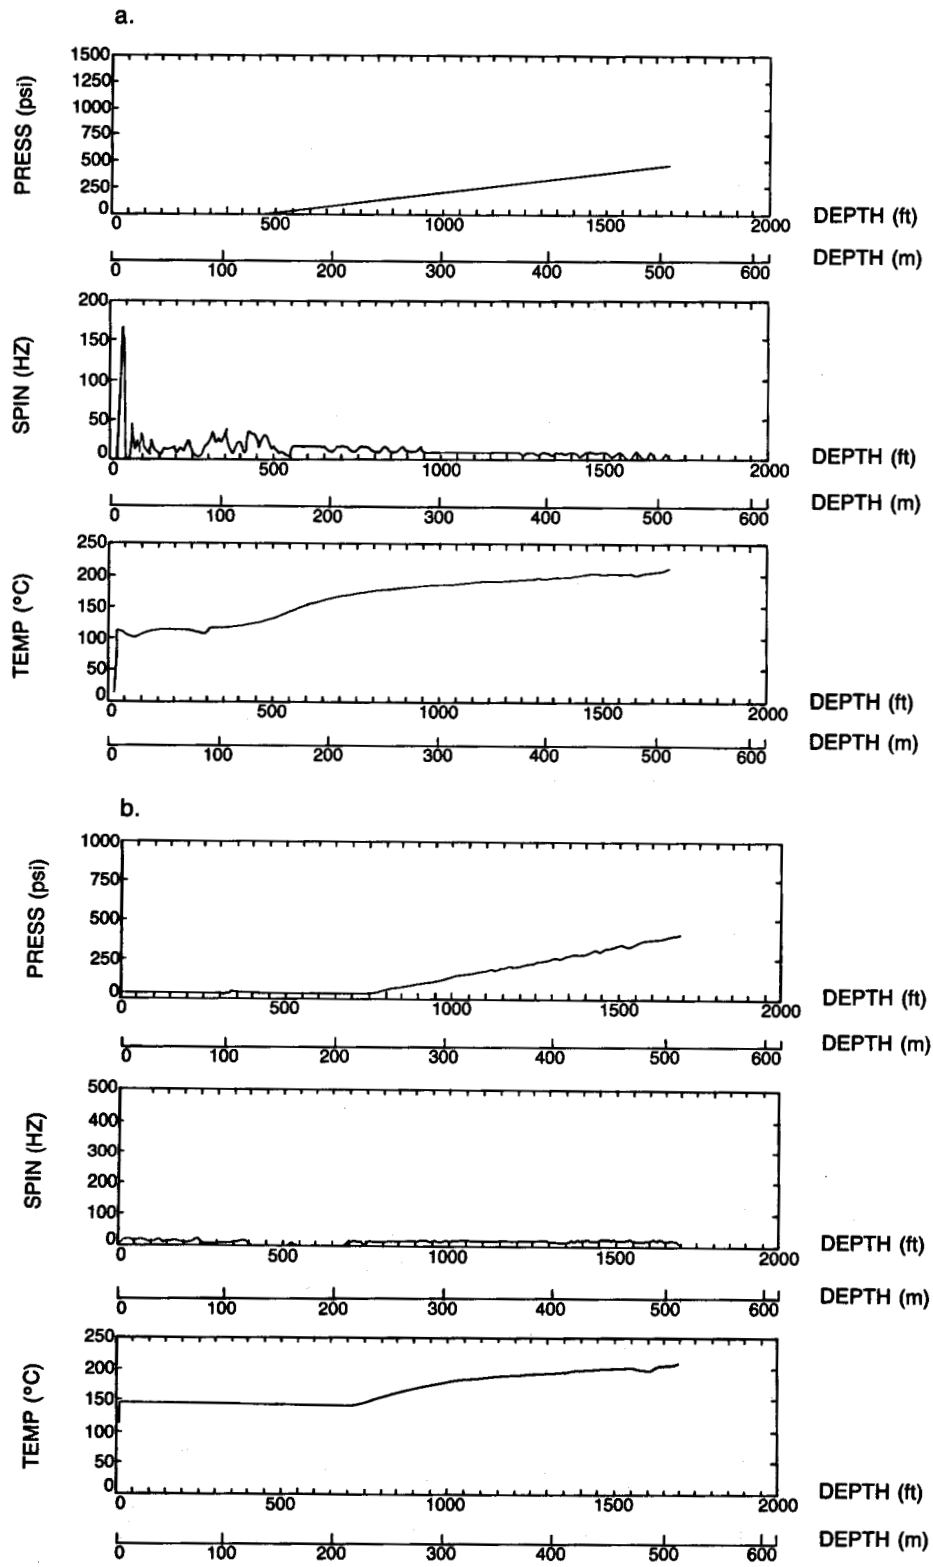 a.
1500
1250
1000
750
500
250
0
PRESS (psi)
0 500 1000 1500 2000 DEPTH (ft)
0 100 200 300 400 500 600 DEPTH (m)
200
150
100
50
0
SPIN (HZ)
0 500 1000 1500 2000 DEPTH (ft)
0 100 200 300 400 500 600 DEPTH (m)
250
200
150
100
50
0
TEMP (°C)
0 500 1000 1500 2000 DEPTH (ft)
0 100 200 300 400 500 600 DEPTH (m)
b.
1000
750
500
250
0
PRESS (psi)
0 500 1000 1500 2000 DEPTH (ft)
0 100 200 300 400 500 600 DEPTH (m)
500
400
300
200
100
0
SPIN (HZ)
0 500 1000 1500 2000 DEPTH (ft)
0 100 200 300 400 500 600 DEPTH (m)
250
200
150
100
50
0
TEMP (°C)
0 500 1000 1500 2000 DEPTH (ft)
0 100 200 300 400 500 600 DEPTH (m)